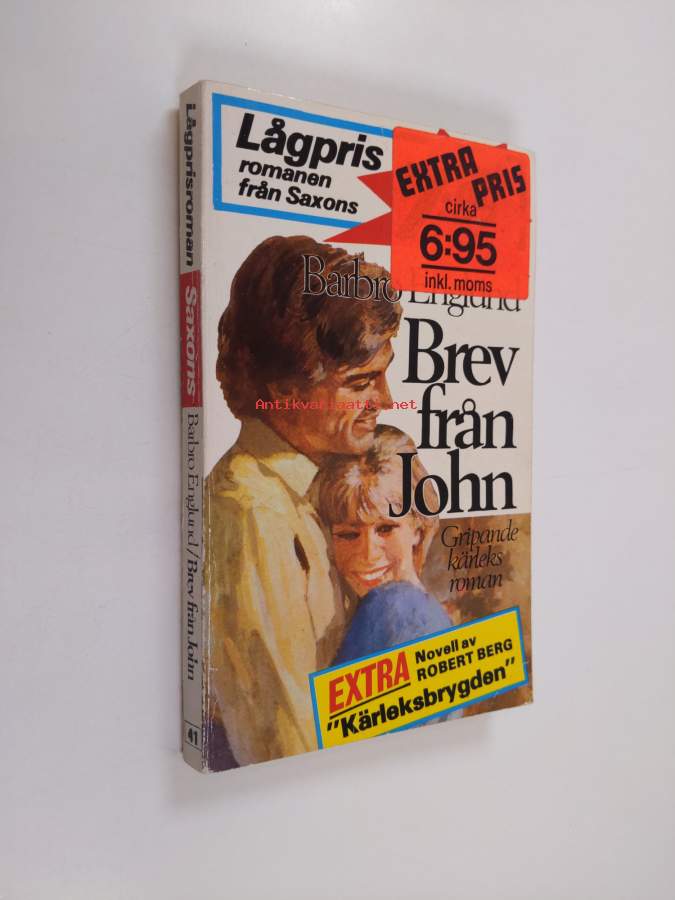 Lågpris
romanen
från Saxons
EXTRA
PRIS
cirka
6:95
inkl. moms
Barbro Englund
Brev
från
John
Gripande
kärleks
roman
EXTRA
Novell av
ROBERT BERG
"Kärleksbrygden"
Lågprisroman
Saxons
Barbro Englund/Brev från John
41
Antikvariaatti.net